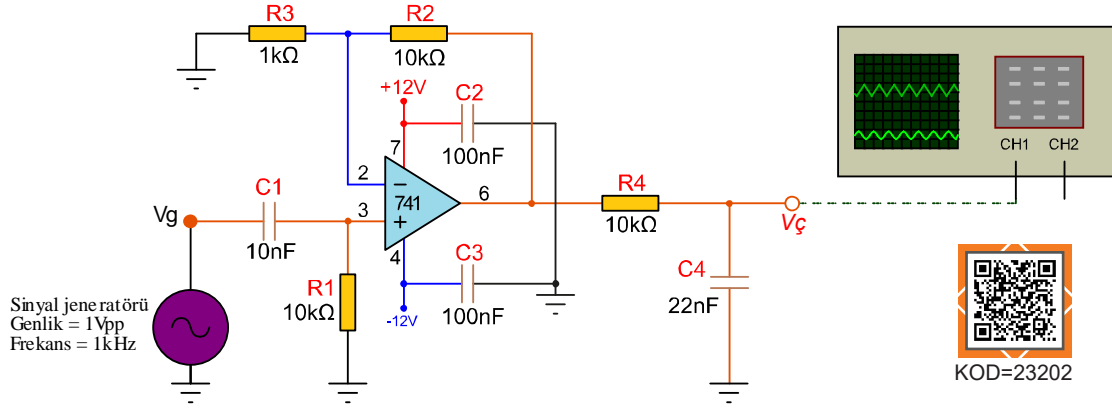 R3
1kΩ
R2
10kΩ
+12V
C2
100nF
7
2
−
741
6
3
+
4
C1
10nF
Vg
R1
10kΩ
C3
100nF
-12V
R4
10kΩ
Vç
C4
22nF
CH1
CH2
Sinyal jeneratörü
Genlik = 1Vpp
Frekans = 1kHz
KOD=23202